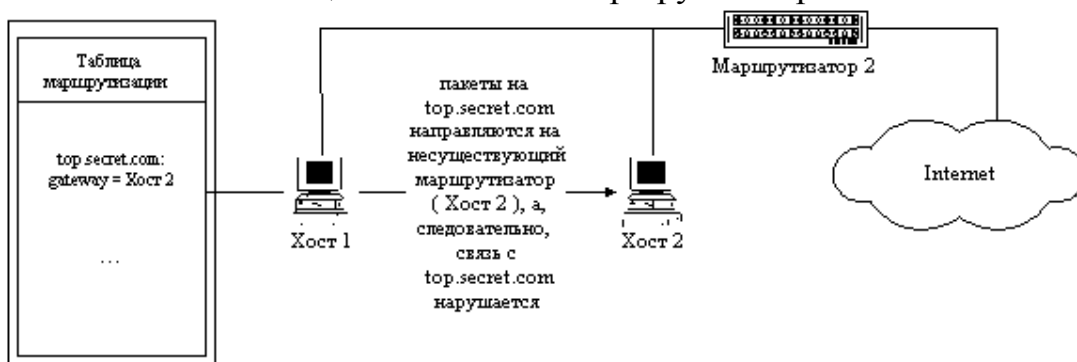 Таблица
маршрутизации
top.secret.com:
gateway = Хост 2
...
Хост 1
пакеты на
top.secret.com
направляются на
несуществующий
маршрутизатор
( Хост 2 ), а,
следовательно,
связь с
top.secret.com
нарушается
Хост 2
Маршрутизатор 2
Internet